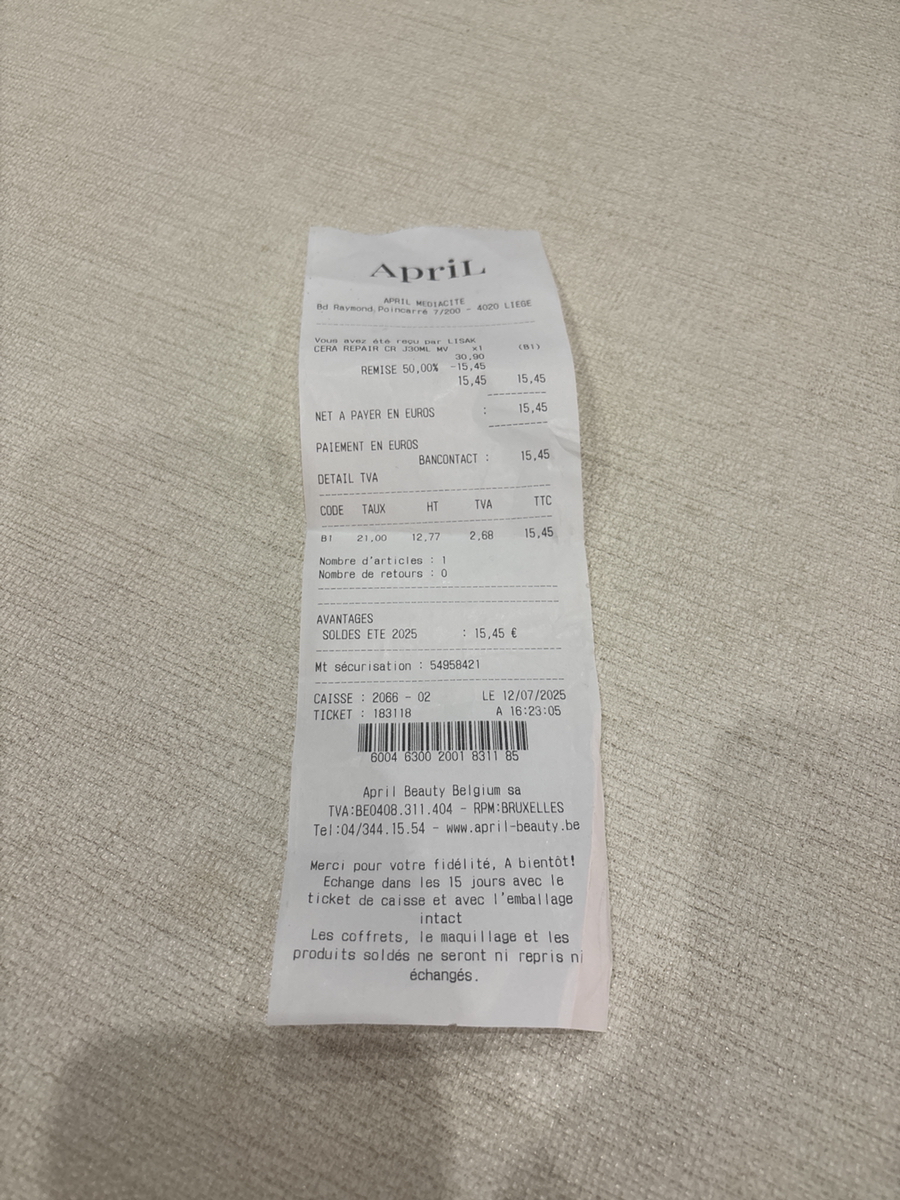 ApriL
APRIL MEDIACITE
Bd Raymond Poincarré 7/200 - 4020 LIEGE
Vous avez été reçu par LISAK
CERA REPAIR CR J30ML MV x1 (B1)
30,90
REMISE 50,00% -15,45
15,45 15,45
NET A PAYER EN EUROS : 15,45
PAIEMENT EN EUROS
BANCONTACT : 15,45
DETAIL TVA
CODE TAUX HT TVA TTC
B1 21,00 12,77 2,68 15,45
Nombre d'articles : 1
Nombre de retours : 0
AVANTAGES
SOLDES ETE 2025 : 15,45 €
Mt sécurisation : 54958421
CAISSE : 2066 - 02 LE 12/07/2025
TICKET : 183118 A 16:23:05
6004 6300 2001 8311 85
April Beauty Belgium sa
TVA:BE0408.311.404 - RPM:BRUXELLES
Tel:04/344.15.54 - www.april-beauty.be
Merci pour votre fidélité, A bientôt!
Echange dans les 15 jours avec le
ticket de caisse et avec l'emballage
intact
Les coffrets, le maquillage et les
produits soldés ne seront ni repris ni
échangés.